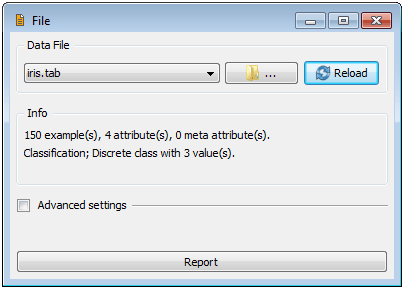 File
Data File
iris.tab
...
Reload
Info
150 example(s), 4 attribute(s), 0 meta attribute(s).
Classification; Discrete class with 3 value(s).
Advanced settings
Report